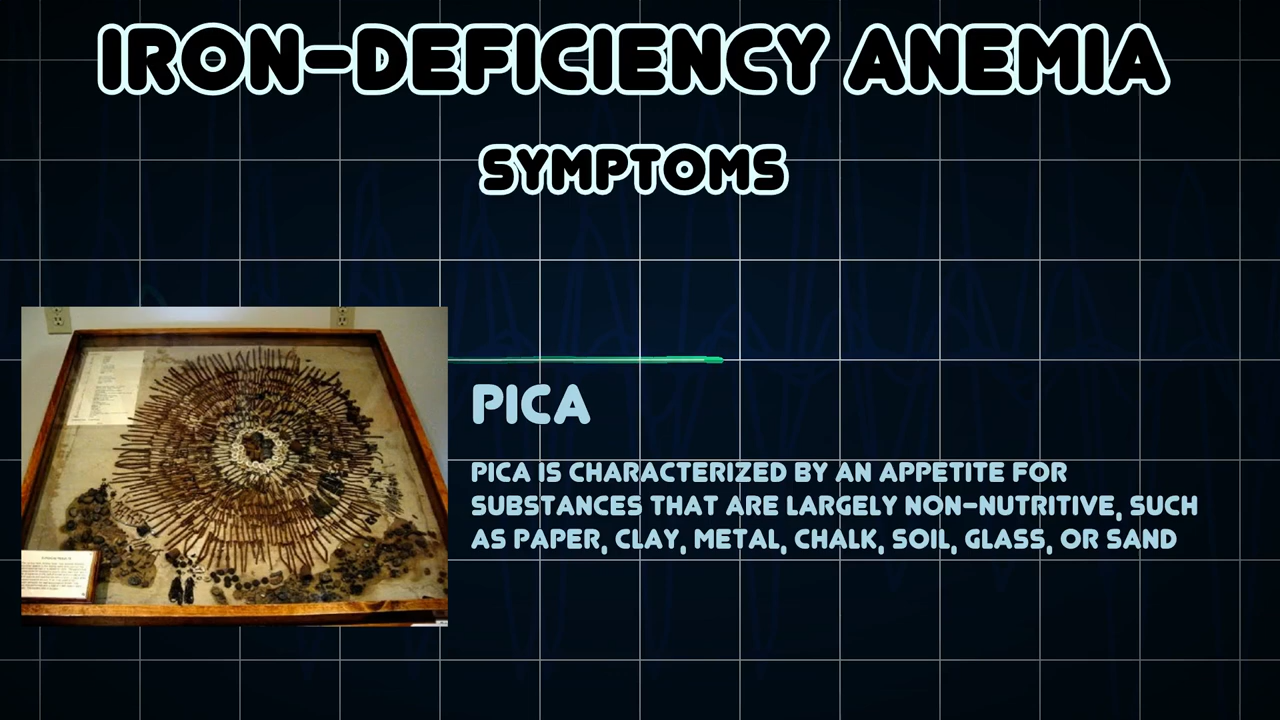 IRON-DEFICIENCY ANEMIA
SYMPTOMS
PICA
PICA IS CHARACTERIZED BY AN APPETITE FOR
SUBSTANCES THAT ARE LARGELY NON-NUTRITIVE, SUCH
AS PAPER, CLAY, METAL, CHALK, SOIL, GLASS, OR SAND